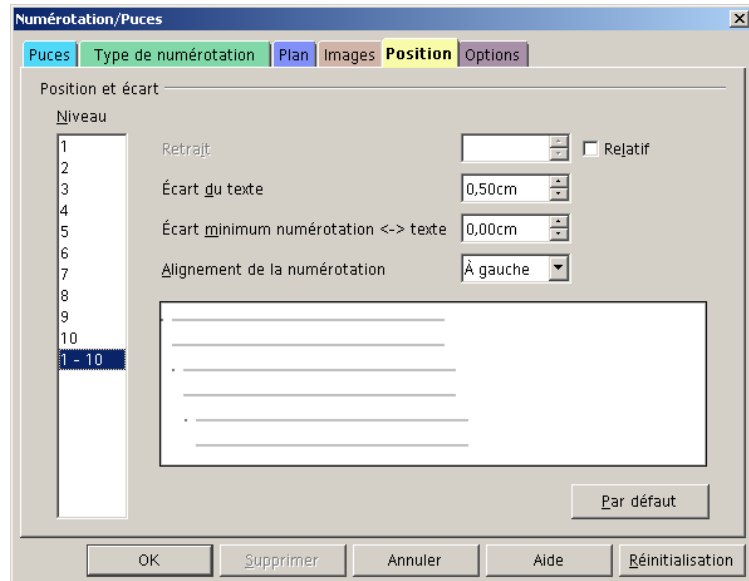 Numérotation/Puces
Puces Type de numérotation Plan Images Position Options
Position et écart
Niveau
1
2
3
4
5
6
7
8
9
10
1 - 10
Retrait Relatif
Écart du texte 0,50cm
Écart minimum numérotation <-> texte 0,00cm
Alignement de la numérotation À gauche
Par défaut
OK Supprimer Annuler Aide Réinitialisation